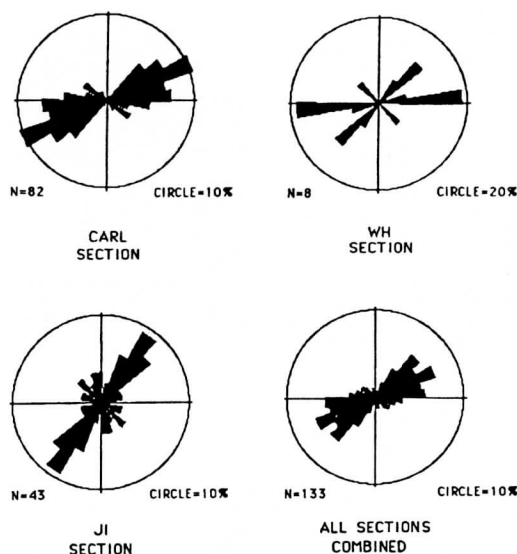 N=82 CIRCLE=10%
CARL
SECTION
N=8 CIRCLE=20%
WH
SECTION
N=43 CIRCLE=10%
JI
SECTION
N=133 CIRCLE=10%
ALL SECTIONS
COMBINED